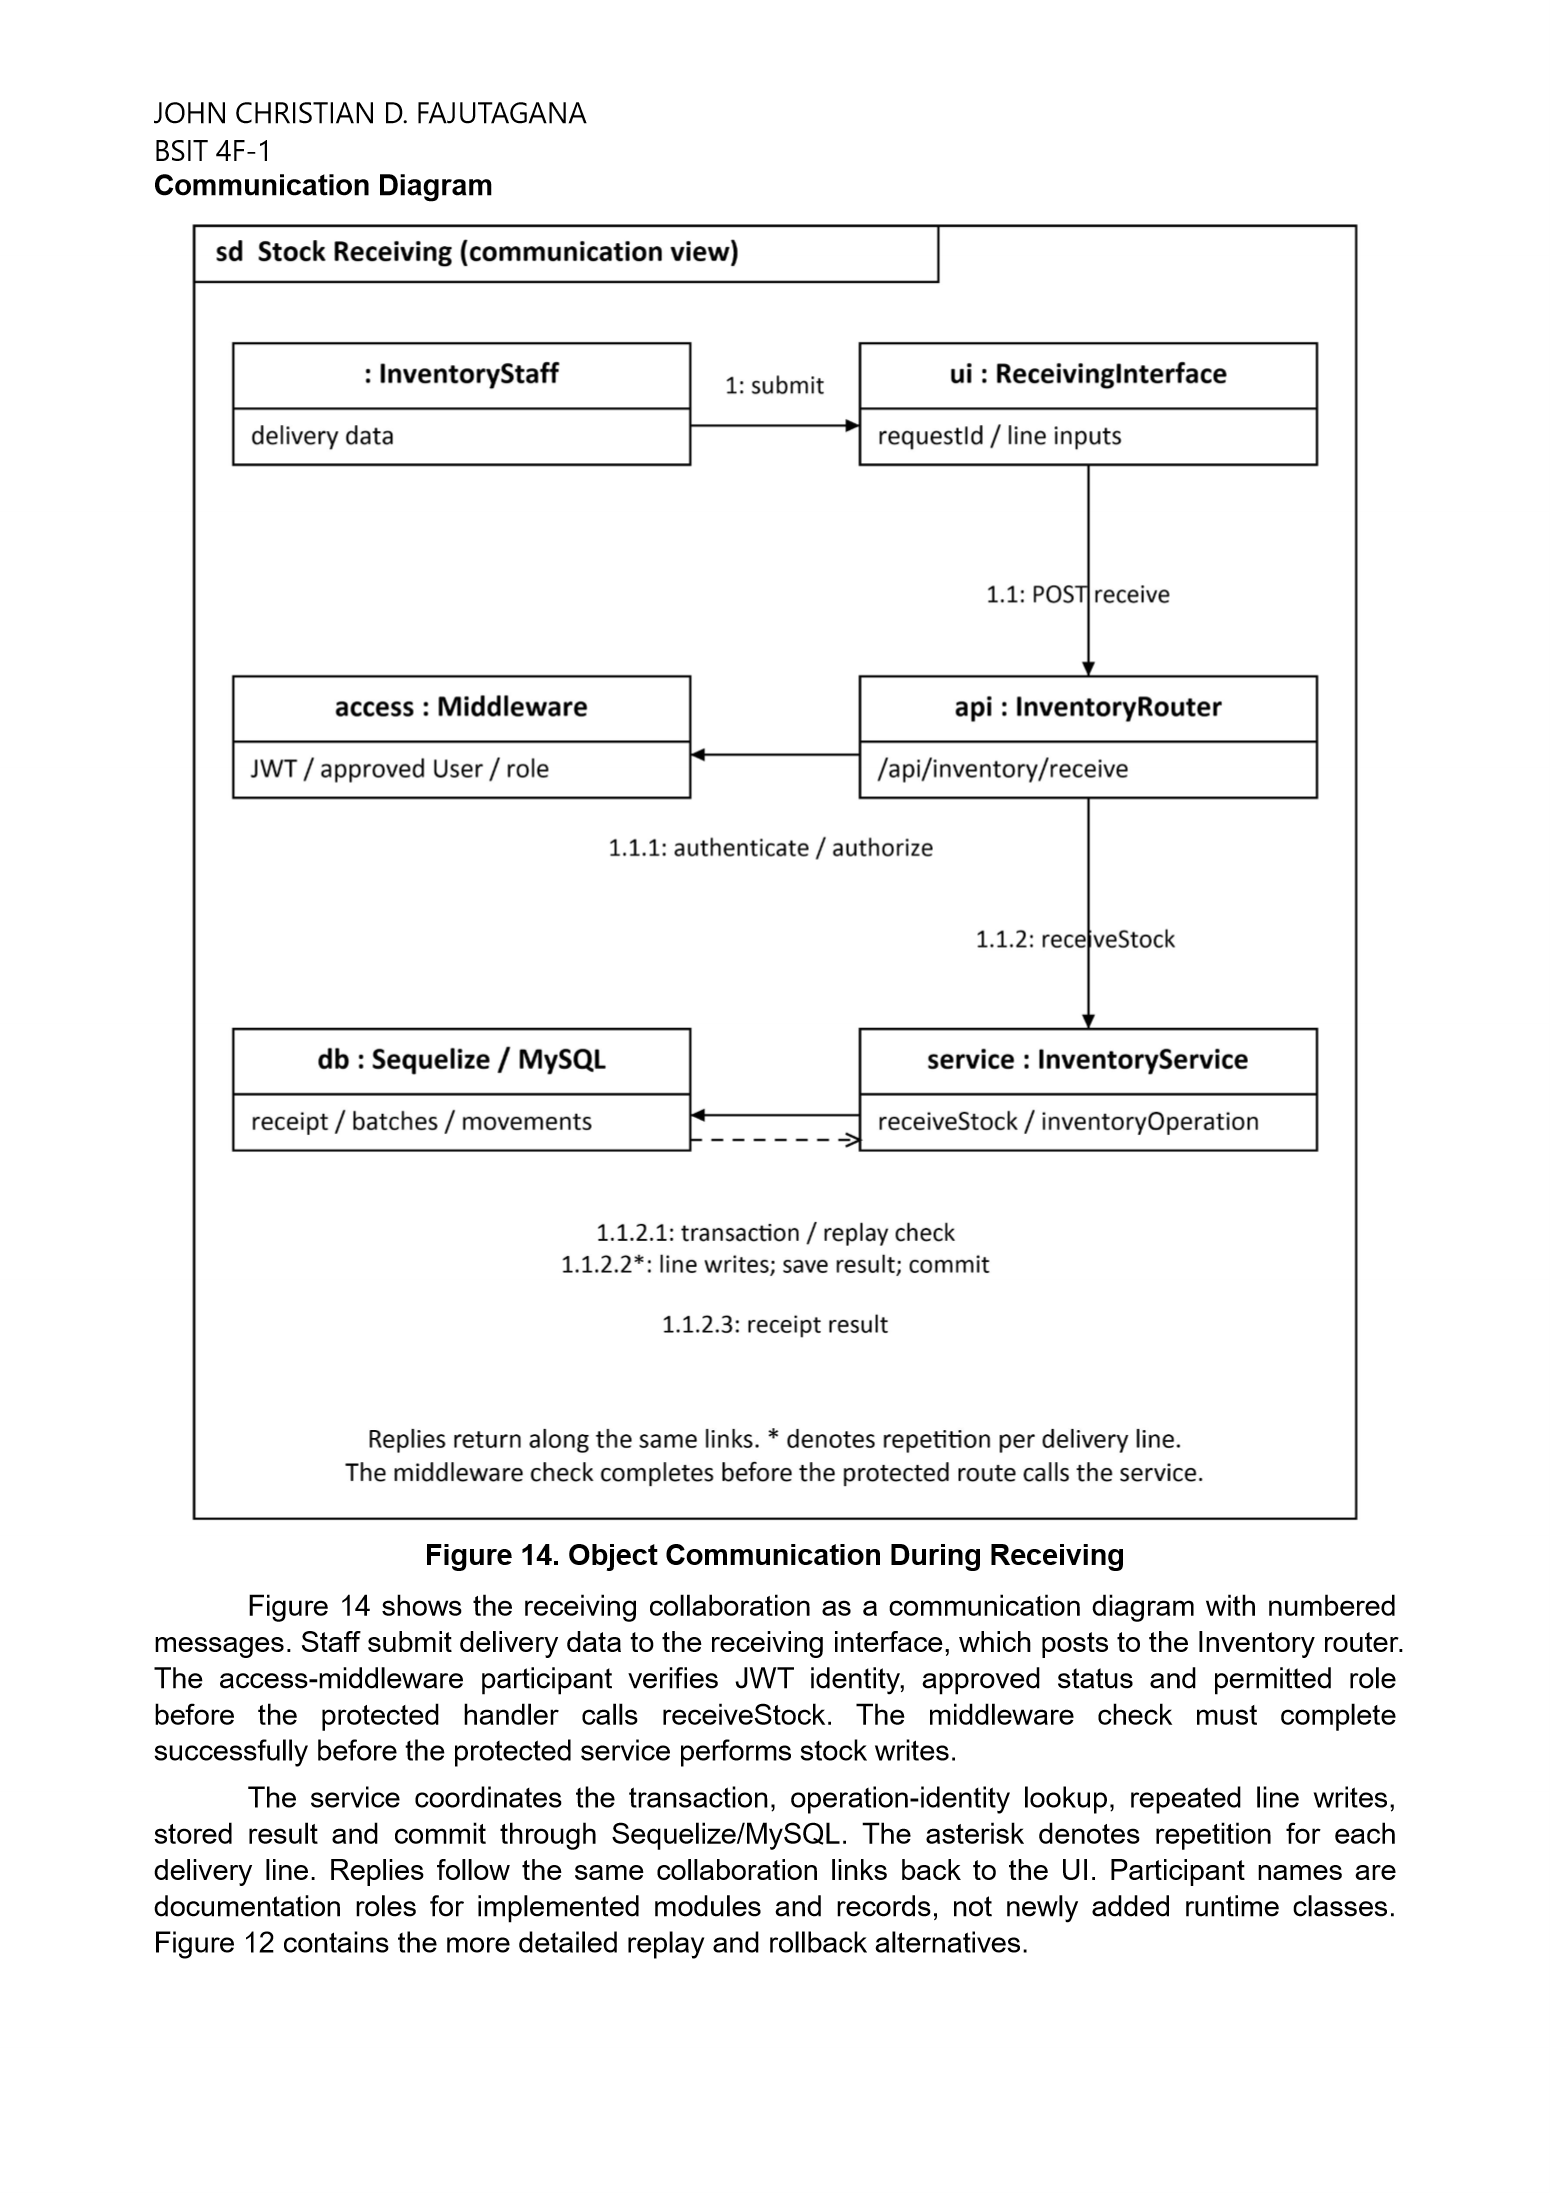 JOHN CHRISTIAN D. FAJUTAGANA
BSIT 4F-1
Communication Diagram
sd  Stock Receiving (communication view)
: InventoryStaff
delivery data
1: submit
ui : ReceivingInterface
requestId / line inputs
1.1: POST receive
access : Middleware
JWT / approved User / role
api : InventoryRouter
/api/inventory/receive
1.1.1: authenticate / authorize
1.1.2: receiveStock
db : Sequelize / MySQL
receipt / batches / movements
service : InventoryService
receiveStock / inventoryOperation
1.1.2.1: transaction / replay check
1.1.2.2*: line writes; save result; commit
1.1.2.3: receipt result
Replies return along the same links. * denotes repetition per delivery line.
The middleware check completes before the protected route calls the service.
Figure 14. Object Communication During Receiving
Figure 14 shows the receiving collaboration as a communication diagram with numbered
messages. Staff submit delivery data to the receiving interface, which posts to the Inventory router.
The access-middleware participant verifies JWT identity, approved status and permitted role
before the protected handler calls receiveStock. The middleware check must complete
successfully before the protected service performs stock writes.
The service coordinates the transaction, operation-identity lookup, repeated line writes,
stored result and commit through Sequelize/MySQL. The asterisk denotes repetition for each
delivery line. Replies follow the same collaboration links back to the UI. Participant names are
documentation roles for implemented modules and records, not newly added runtime classes.
Figure 12 contains the more detailed replay and rollback alternatives.